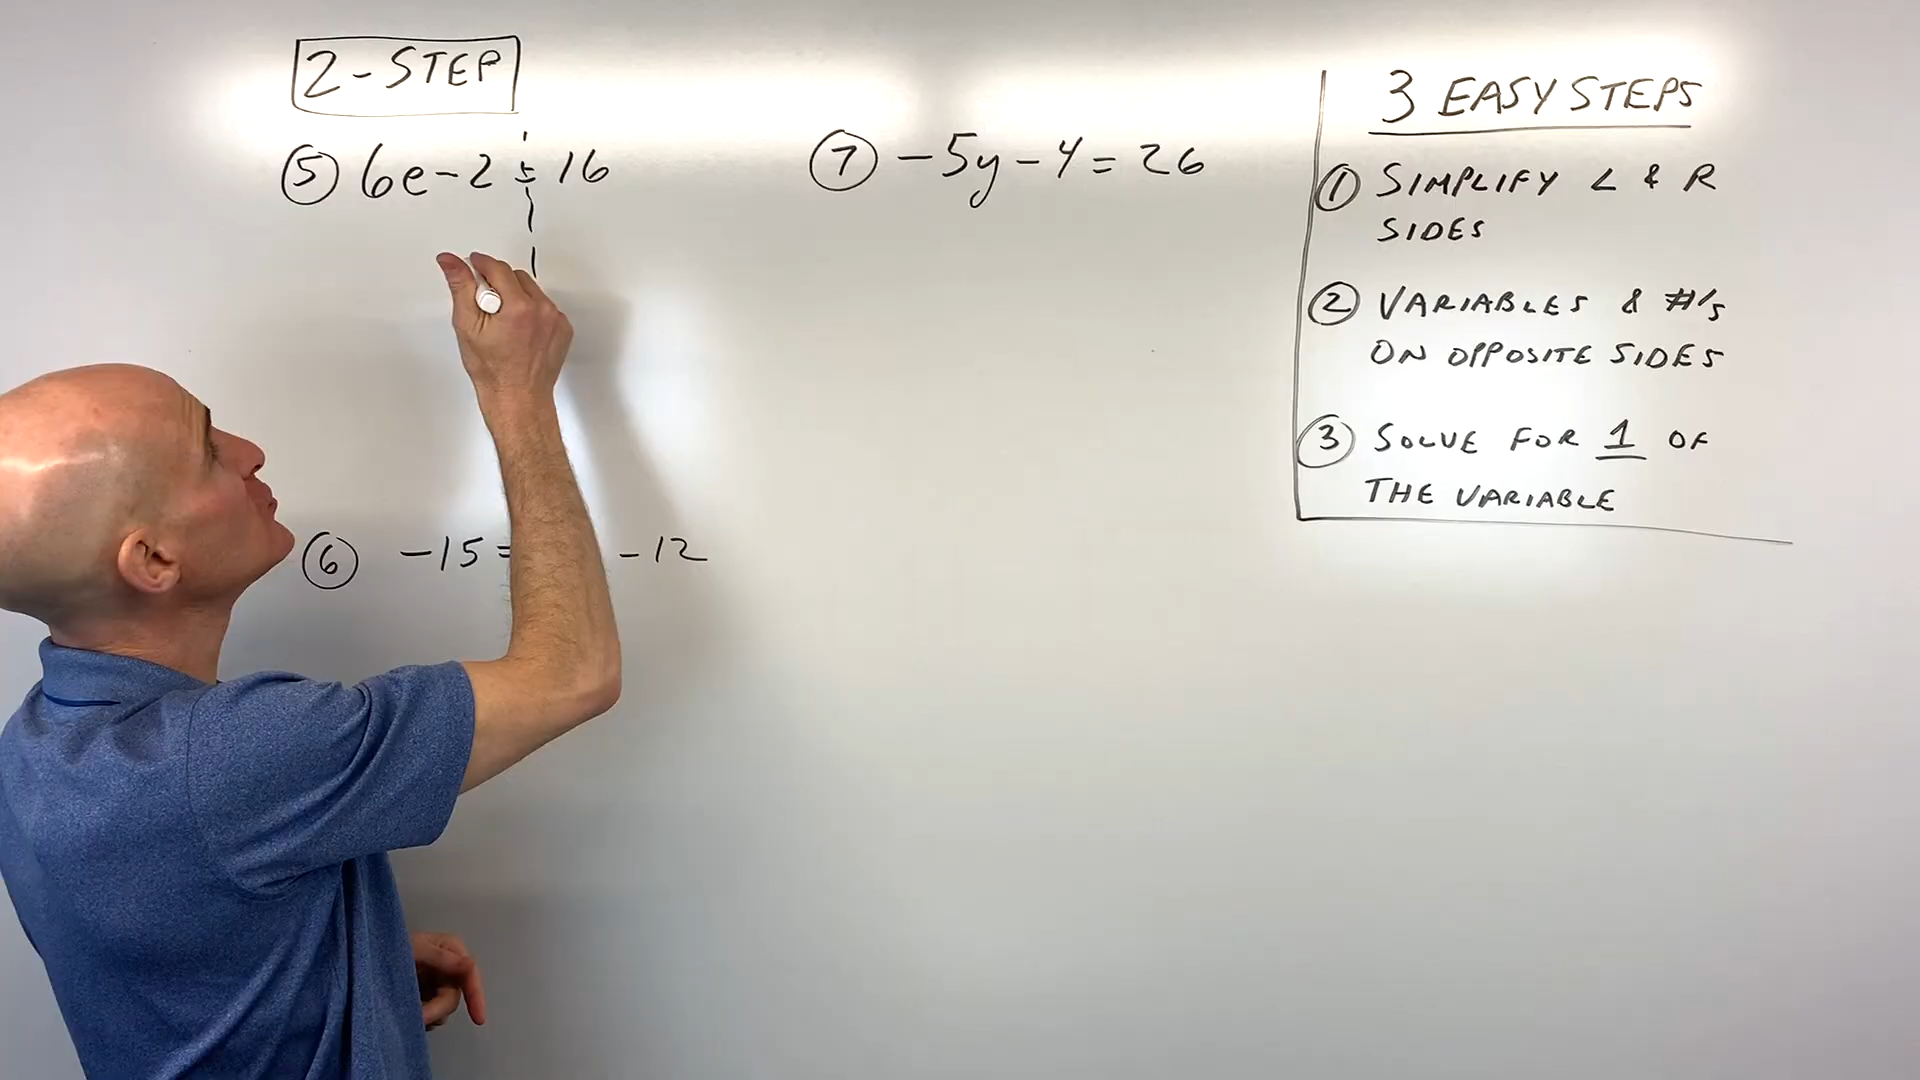 2-STEP
⑤ 6e-2=16
⑦ -5y-4=26
⑥ -15= -12
3 EASY STEPS
① SIMPLIFY L & R
SIDES
② VARIABLES & #'s
ON OPPOSITE SIDES
③ SOLVE FOR 1 OF
THE VARIABLE